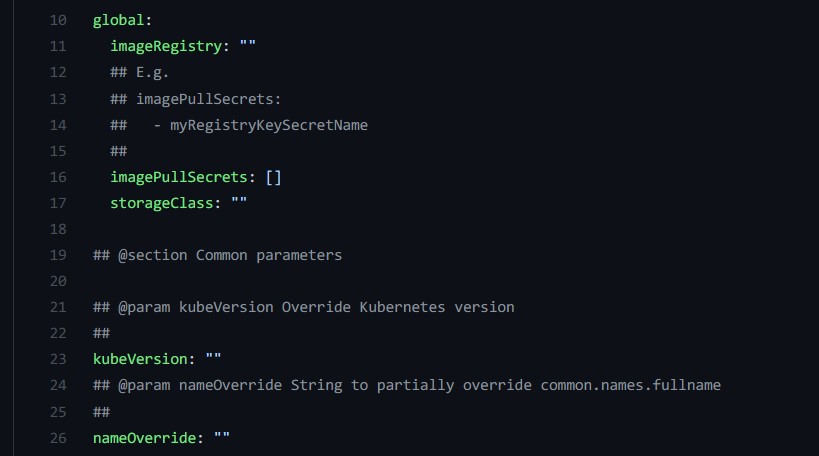 10 global:
11   imageRegistry: ""
12   ## E.g.
13   ## imagePullSecrets:
14   ##   - myRegistryKeySecretName
15   ##
16   imagePullSecrets: []
17   storageClass: ""
18
19 ## @section Common parameters
20
21 ## @param kubeVersion Override Kubernetes version
22 ##
23 kubeVersion: ""
24 ## @param nameOverride String to partially override common.names.fullname
25 ##
26 nameOverride: ""